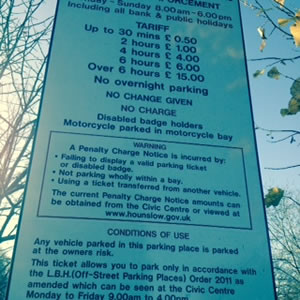 ORCEMENT
- Sunday 8.00am - 6.00pm
Including all bank & public holidays
TARIFF
Up to 30 mins £ 0.50
2 hours £ 1.00
4 hours £ 4.00
6 hours £ 6.00
Over 6 hours £ 15.00
No overnight parking
NO CHANGE GIVEN
NO CHARGE
Disabled badge holders
Motorcycle parked in motorcycle bay
WARNING
A Penalty Charge Notice is incurred by:
• Failing to display a valid parking ticket
or disabled badge.
• Not parking wholly within a bay.
• Using a ticket transferred from another vehicle.
The current Penalty Charge Notice amounts can
be obtained from the Civic Centre or viewed at
www.hounslow.gov.uk
CONDITIONS OF USE
Any vehicle parked in this parking place is parked
at the owners risk.
This ticket allows you to park only in accordance with
the L.B.H.(Off-Street Parking Places) Order 2011 as
amended which can be seen at the Civic Centre
Monday to Friday 9.00am to 4.00pm